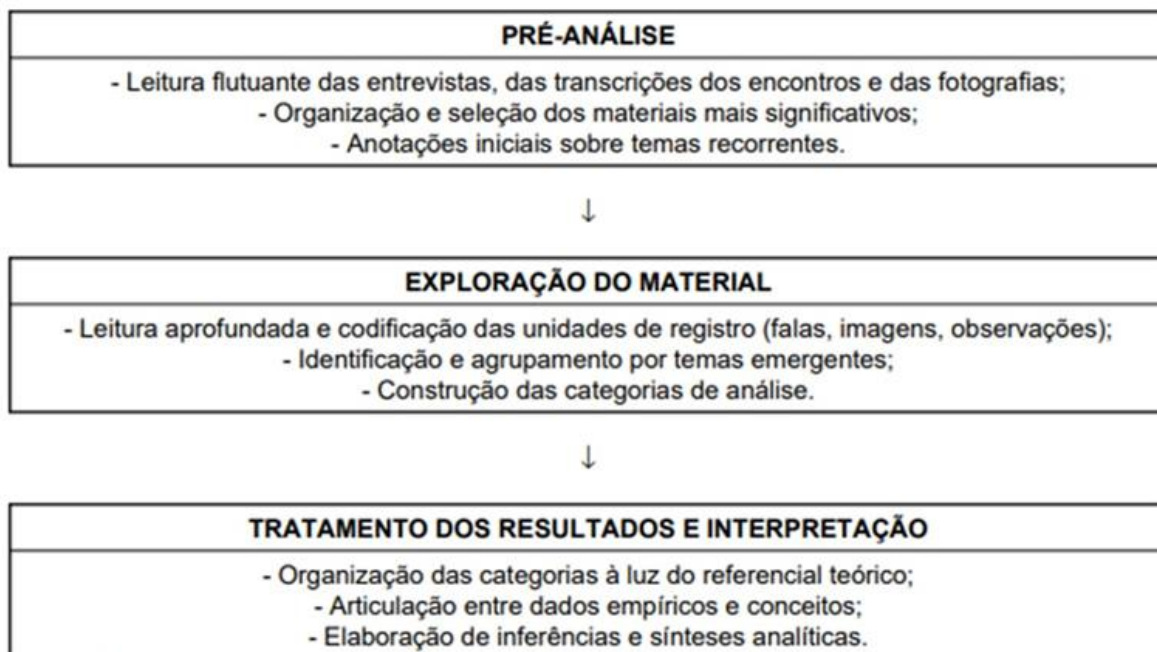 PRÉ-ANÁLISE
- Leitura flutuante das entrevistas, das transcrições dos encontros e das fotografias;
- Organização e seleção dos materiais mais significativos;
- Anotações iniciais sobre temas recorrentes.
↓
EXPLORAÇÃO DO MATERIAL
- Leitura aprofundada e codificação das unidades de registro (falas, imagens, observações);
- Identificação e agrupamento por temas emergentes;
- Construção das categorias de análise.
↓
TRATAMENTO DOS RESULTADOS E INTERPRETAÇÃO
- Organização das categorias à luz do referencial teórico;
- Articulação entre dados empíricos e conceitos;
- Elaboração de inferências e sínteses analíticas.